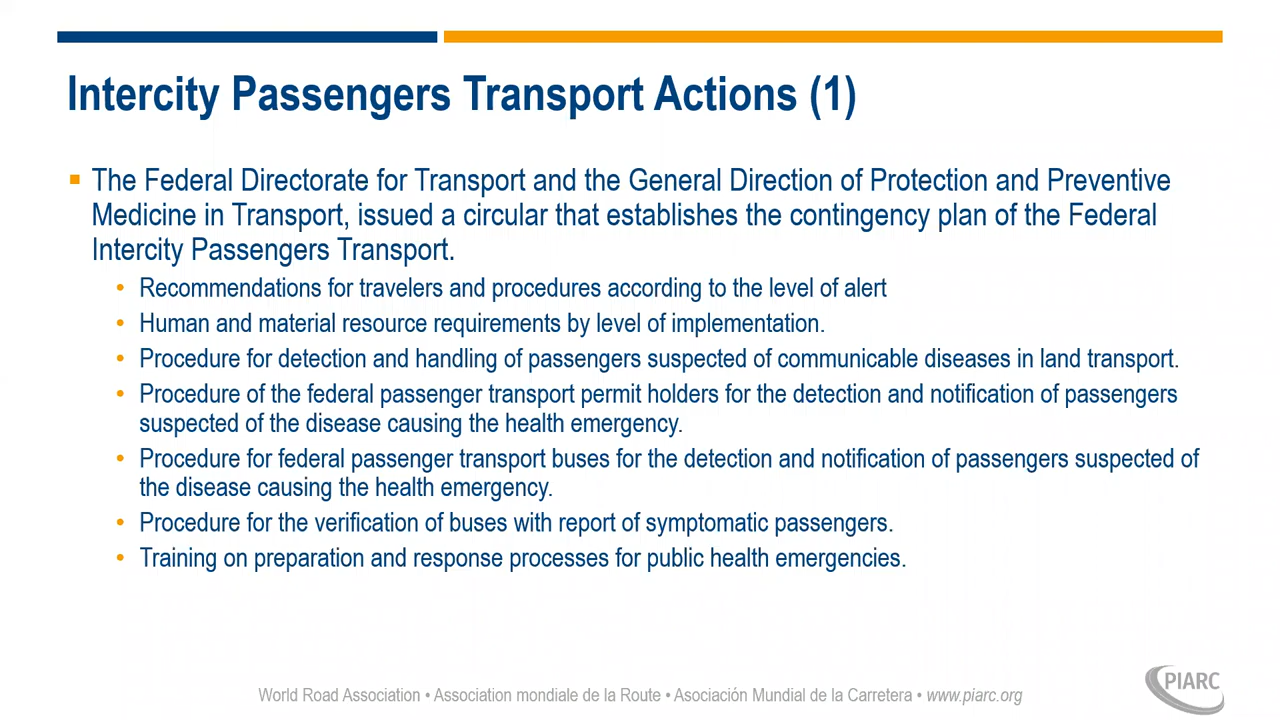 Intercity Passengers Transport Actions (1)
▪ The Federal Directorate for Transport and the General Direction of Protection and Preventive
Medicine in Transport, issued a circular that establishes the contingency plan of the Federal
Intercity Passengers Transport.
• Recommendations for travelers and procedures according to the level of alert
• Human and material resource requirements by level of implementation.
• Procedure for detection and handling of passengers suspected of communicable diseases in land transport.
• Procedure of the federal passenger transport permit holders for the detection and notification of passengers
suspected of the disease causing the health emergency.
• Procedure for federal passenger transport buses for the detection and notification of passengers suspected of
the disease causing the health emergency.
• Procedure for the verification of buses with report of symptomatic passengers.
• Training on preparation and response processes for public health emergencies.
World Road Association • Association mondiale de la Route • Asociación Mundial de la Carretera • www.piarc.org
PIARC